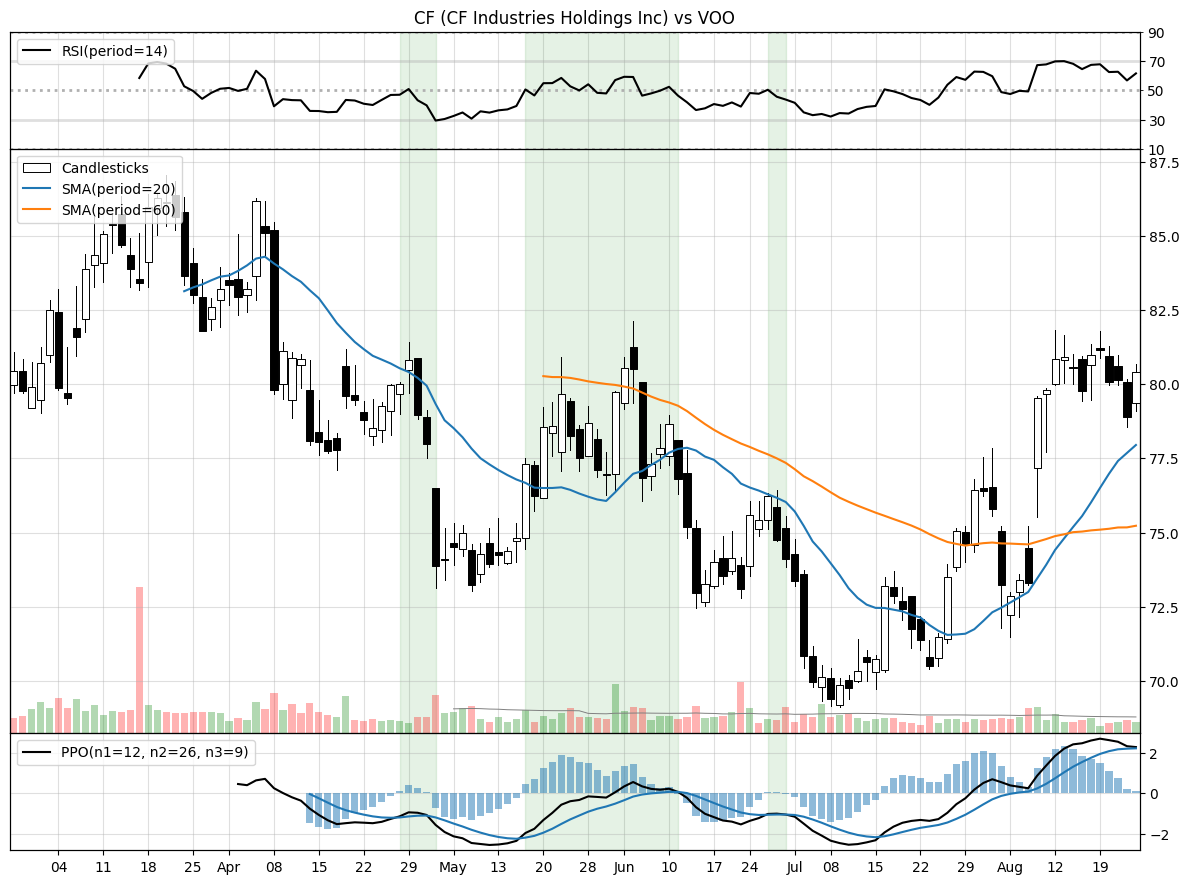 CF (CF Industries Holdings Inc) vs VOO
RSI(period=14)
90
70
50
30
10
Candlesticks
SMA(period=20)
SMA(period=60)
87.5
85.0
82.5
80.0
77.5
75.0
72.5
70.0
PPO(n1=12, n2=26, n3=9)
2
0
−2
04 11 18 25 Apr 08 15 22 29 May 13 20 28 Jun 10 17 24 Jul 08 15 22 29 Aug 12 19